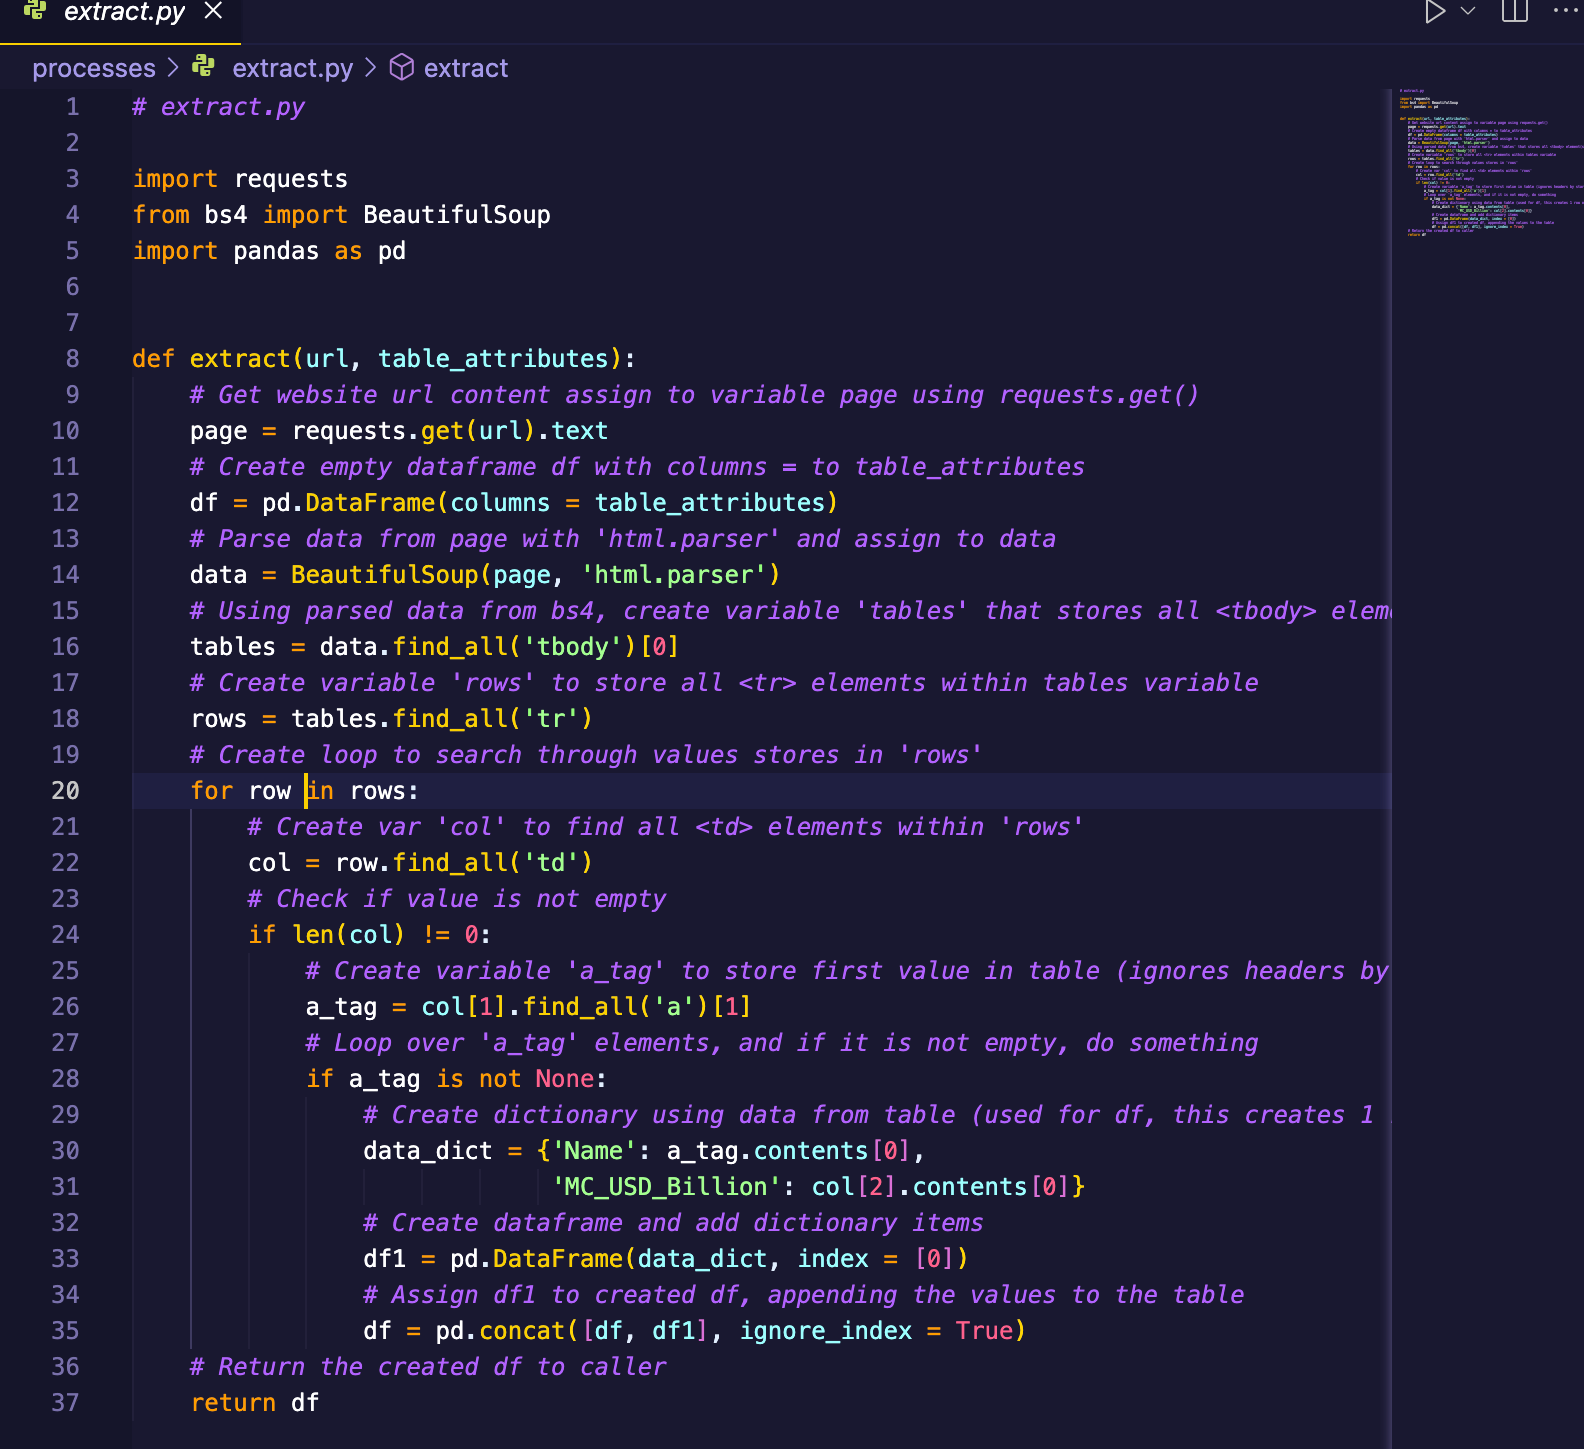 extract.py
processes > extract.py > extract
1 # extract.py
2
3 import requests
4 from bs4 import BeautifulSoup
5 import pandas as pd
6
7
8 def extract(url, table_attributes):
9     # Get website url content assign to variable page using requests.get()
10     page = requests.get(url).text
11     # Create empty dataframe df with columns = to table_attributes
12     df = pd.DataFrame(columns = table_attributes)
13     # Parse data from page with 'html.parser' and assign to data
14     data = BeautifulSoup(page, 'html.parser')
15     # Using parsed data from bs4, create variable 'tables' that stores all <tbody> elem
16     tables = data.find_all('tbody')[0]
17     # Create variable 'rows' to store all <tr> elements within tables variable
18     rows = tables.find_all('tr')
19     # Create loop to search through values stores in 'rows'
20     for row in rows:
21         # Create var 'col' to find all <td> elements within 'rows'
22         col = row.find_all('td')
23         # Check if value is not empty
24         if len(col) != 0:
25             # Create variable 'a_tag' to store first value in table (ignores headers by
26             a_tag = col[1].find_all('a')[1]
27             # Loop over 'a_tag' elements, and if it is not empty, do something
28             if a_tag is not None:
29                 # Create dictionary using data from table (used for df, this creates 1
30                 data_dict = {'Name': a_tag.contents[0],
31                              'MC_USD_Billion': col[2].contents[0]}
32                 # Create dataframe and add dictionary items
33                 df1 = pd.DataFrame(data_dict, index = [0])
34                 # Assign df1 to created df, appending the values to the table
35                 df = pd.concat([df, df1], ignore_index = True)
36     # Return the created df to caller
37     return df